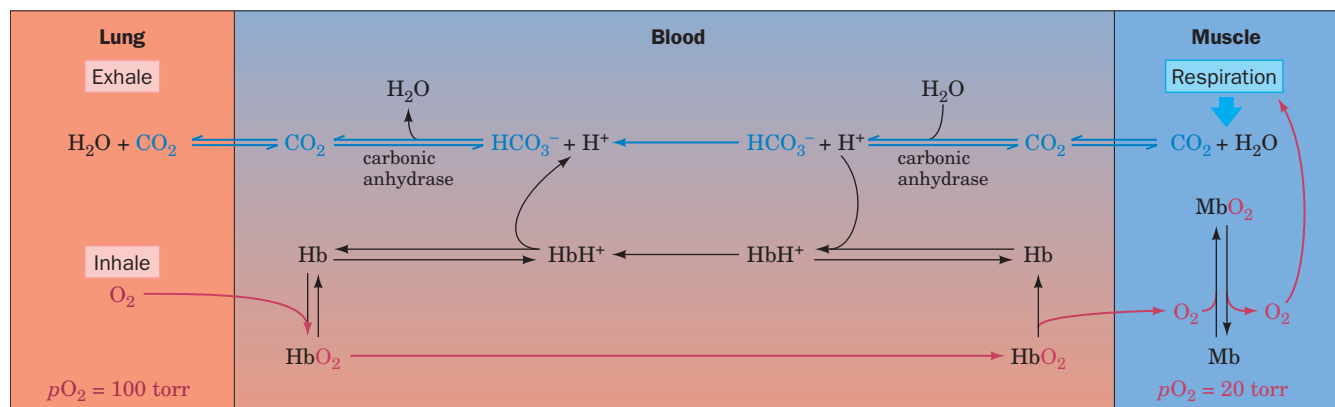 Lung
Blood
Muscle
Exhale
H₂O
H₂O
Respiration
H₂O + CO₂
CO₂
HCO₃⁻ + H⁺
HCO₃⁻ + H⁺
CO₂
CO₂ + H₂O
carbonic
anhydrase
carbonic
anhydrase
MbO₂
Inhale
Hb
HbH⁺
HbH⁺
Hb
O₂
O₂
O₂
HbO₂
HbO₂
Mb
pO₂ = 100 torr
pO₂ = 20 torr